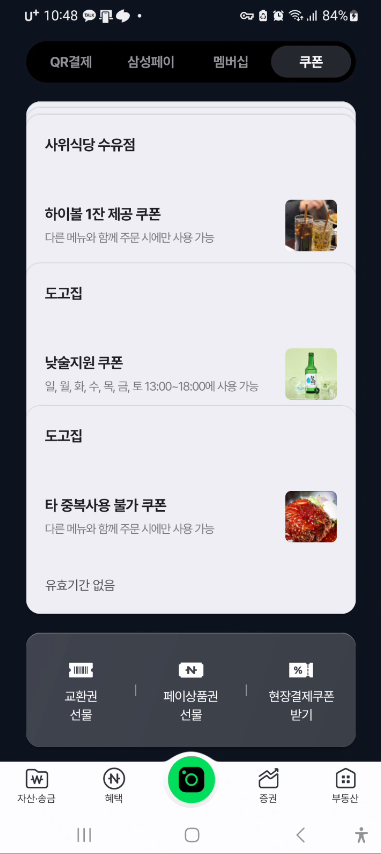 U+ TALK 10:48 84%
QR결제 삼성페이 멤버십 쿠폰
사위식당 수유점
하이볼 1잔 제공 쿠폰
다른 메뉴와 함께 주문 시에만 사용 가능
도고집
낮술지원 쿠폰
일, 월, 화, 수, 목, 금, 토 13:00~18:00에 사용 가능
도고집
타 중복사용 불가 쿠폰
다른 메뉴와 함께 주문 시에만 사용 가능
유효기간 없음
교환권 페이상품권 현장결제쿠폰
선물 선물 받기
자산·송금 혜택 증권 부동산